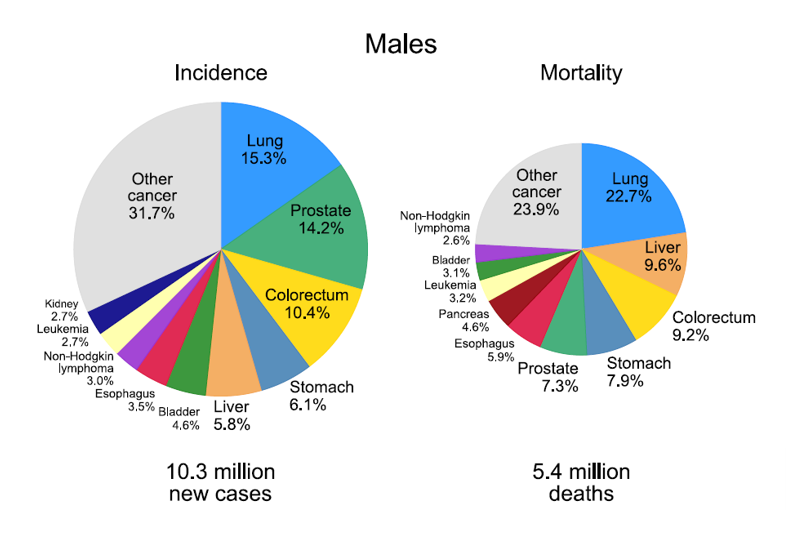 Males
Incidence
Lung
15.3%
Prostate
14.2%
Colorectum
10.4%
Stomach
6.1%
Liver
5.8%
Bladder
4.6%
Esophagus
3.5%
Non-Hodgkin
lymphoma
3.0%
Leukemia
2.7%
Kidney
2.7%
Other
cancer
31.7%
10.3 million
new cases
Mortality
Lung
22.7%
Liver
9.6%
Colorectum
9.2%
Stomach
7.9%
Prostate
7.3%
Esophagus
5.9%
Pancreas
4.6%
Leukemia
3.2%
Bladder
3.1%
Non-Hodgkin
lymphoma
2.6%
Other
cancer
23.9%
5.4 million
deaths